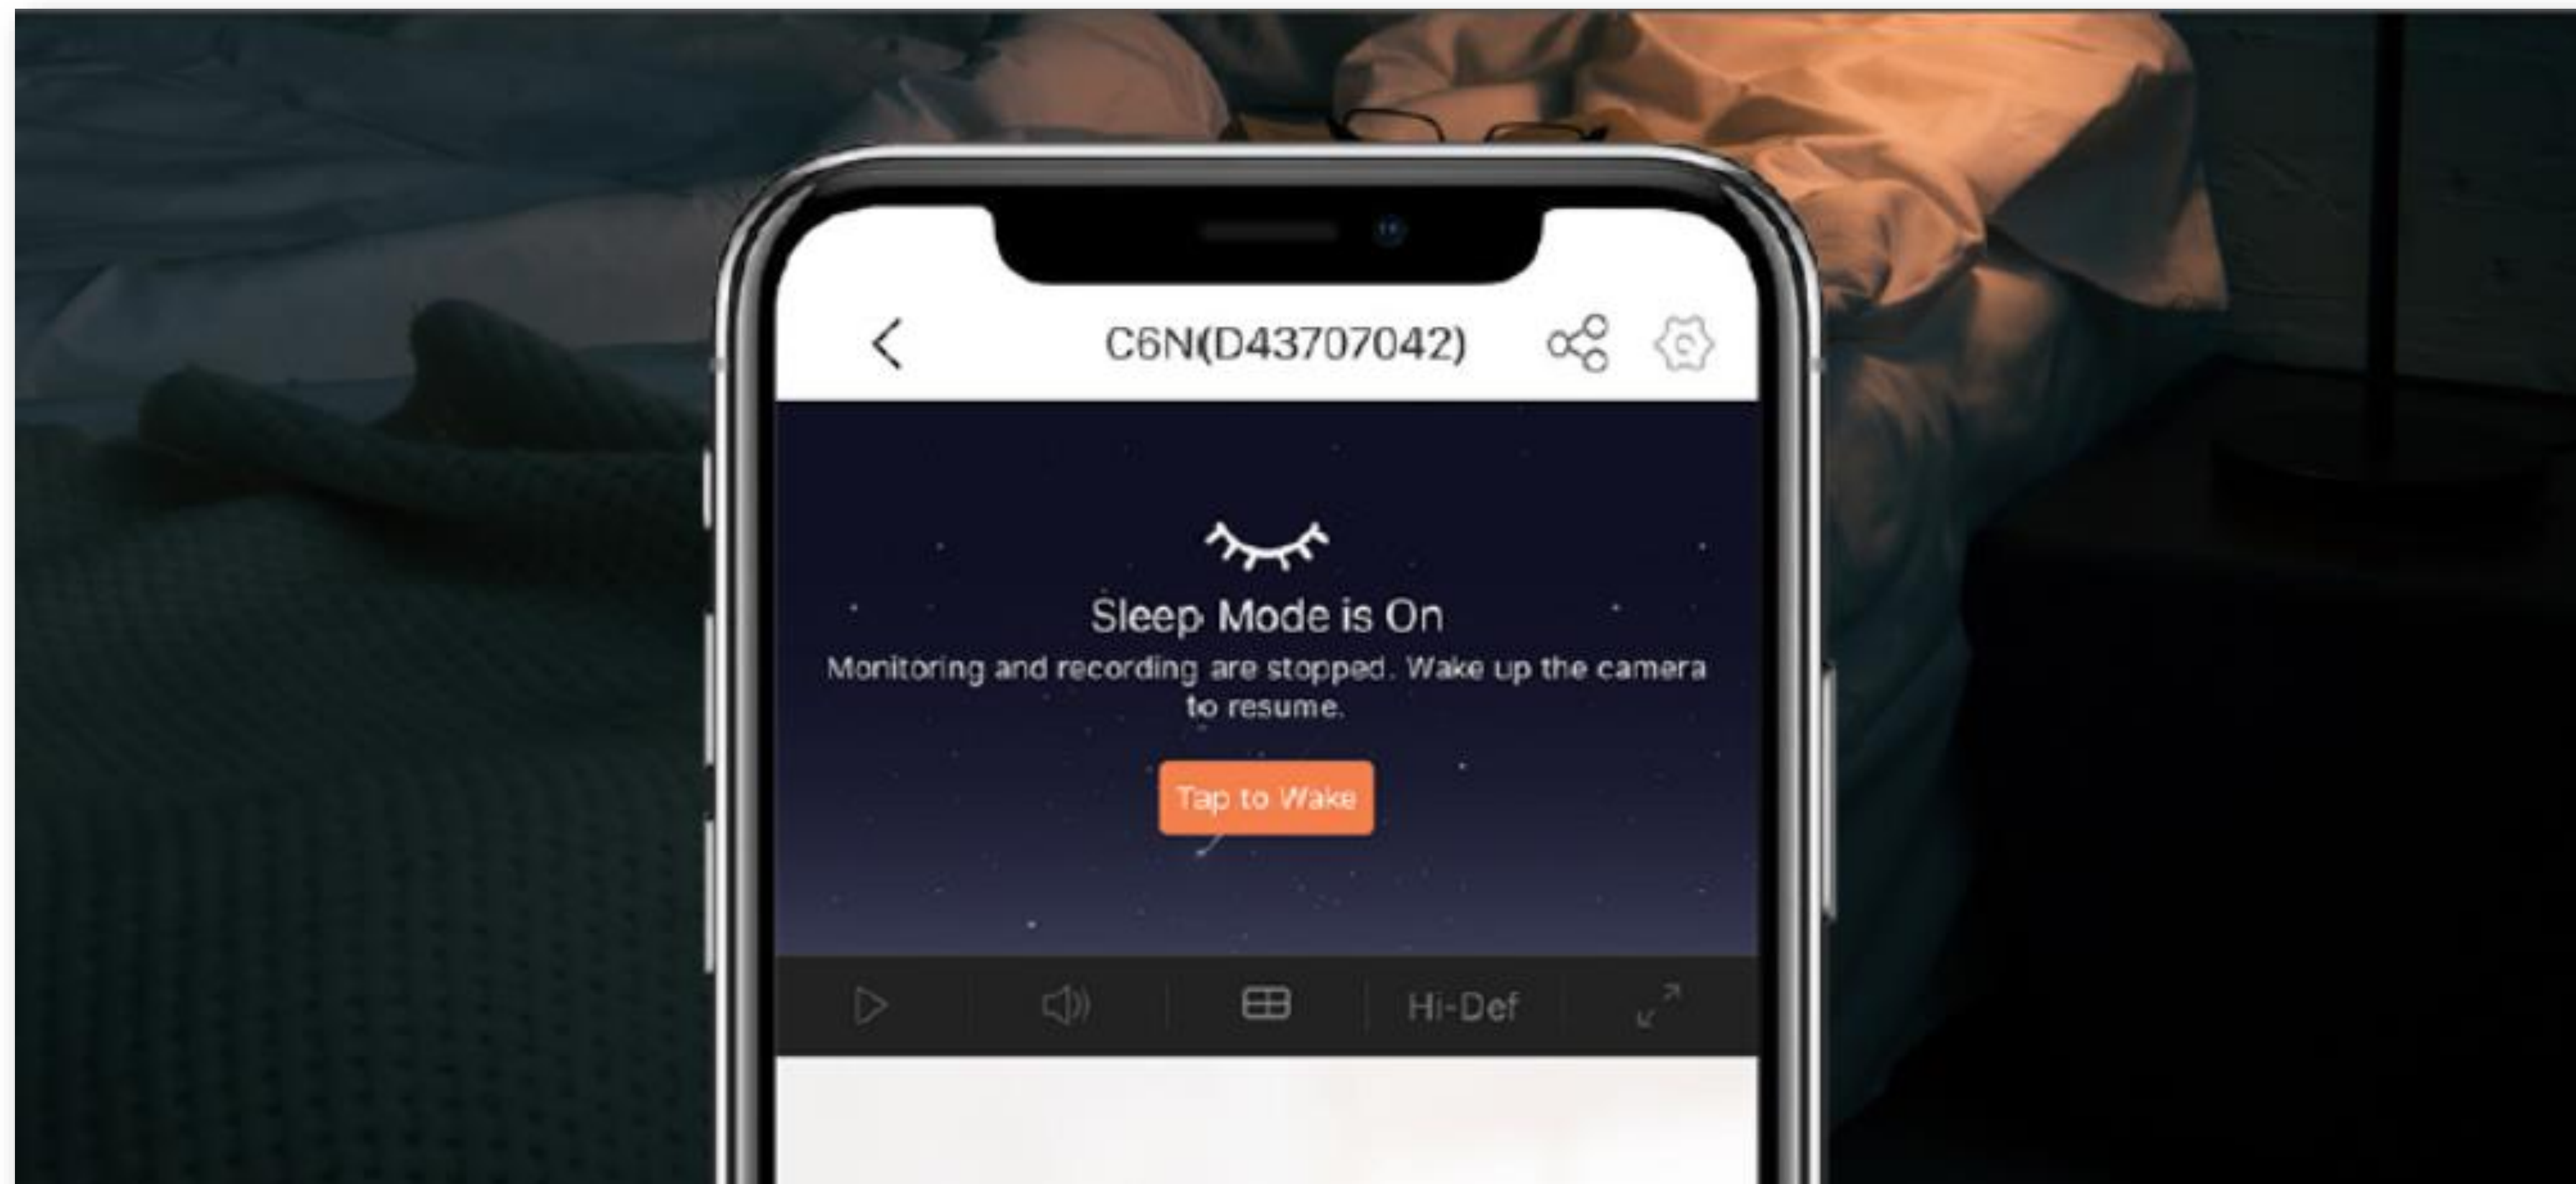 C6N(D43707042)
Sleep Mode is On
Monitoring and recording are stopped. Wake up the camera
to resume.
Tap to Wake
Hi-Def